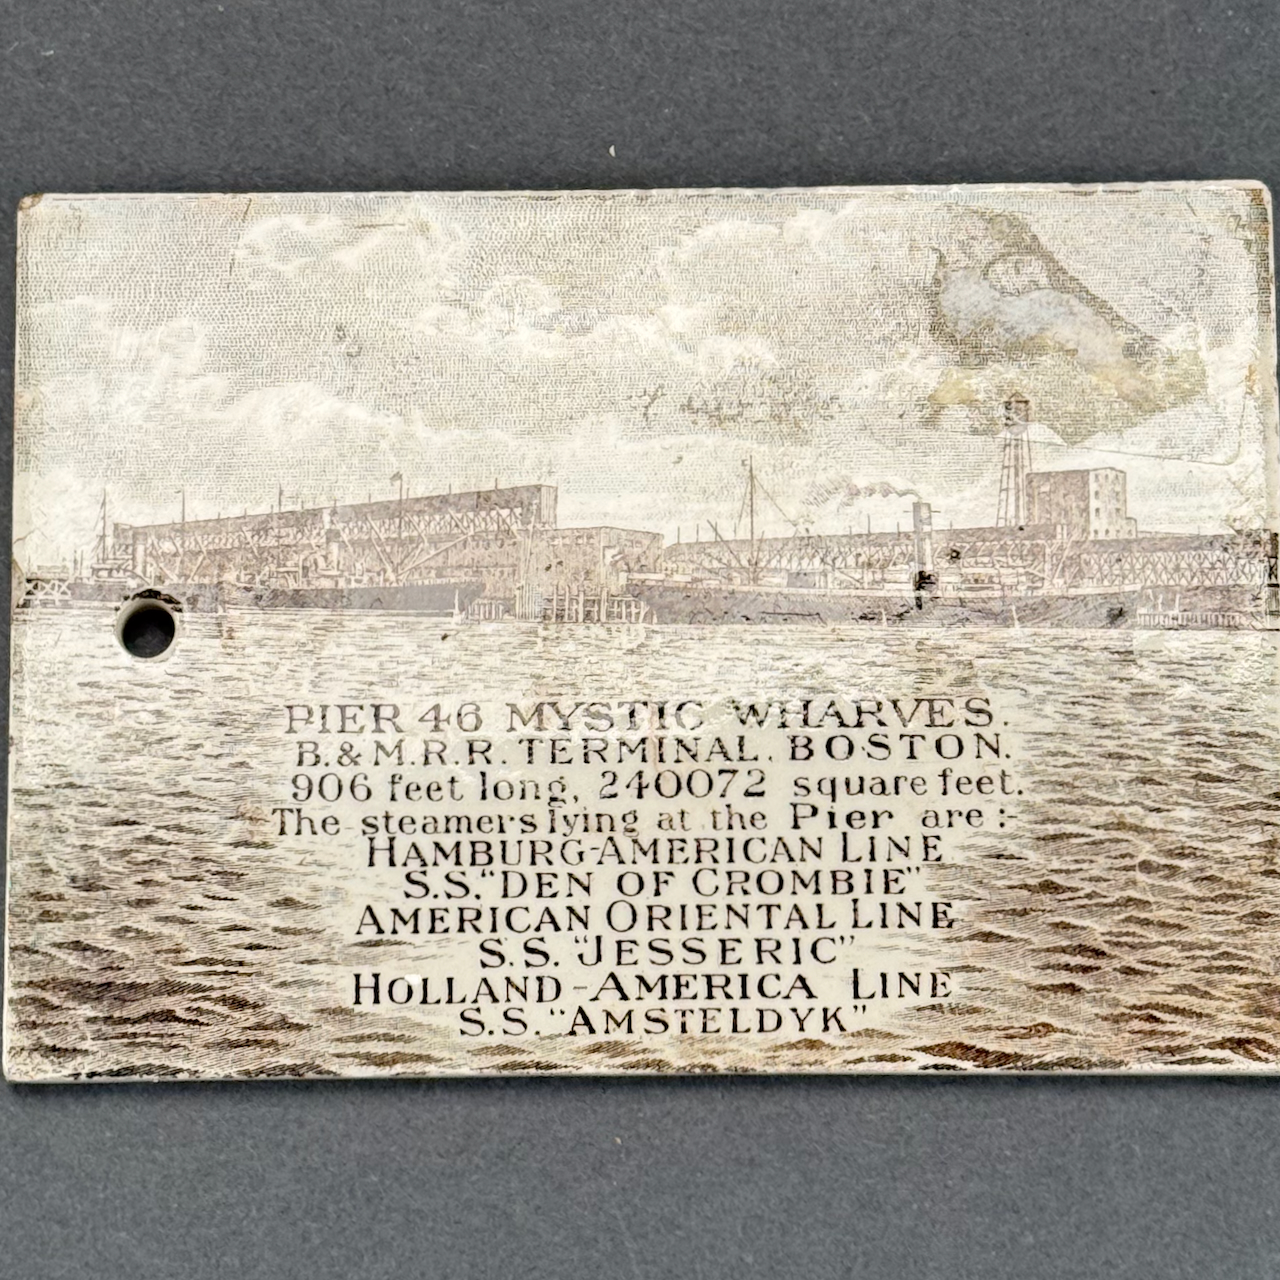 PIER 46 MYSTIC WHARVES.
B. & M. R. R. TERMINAL. BOSTON.
906 feet long, 240072 square feet.
The steamers lying at the Pier are :-
HAMBURG-AMERICAN LINE
S.S. "DEN OF CROMBIE"
AMERICAN ORIENTAL LINE
S.S. "JESSERIC"
HOLLAND-AMERICA LINE
S.S. "AMSTELDYK"